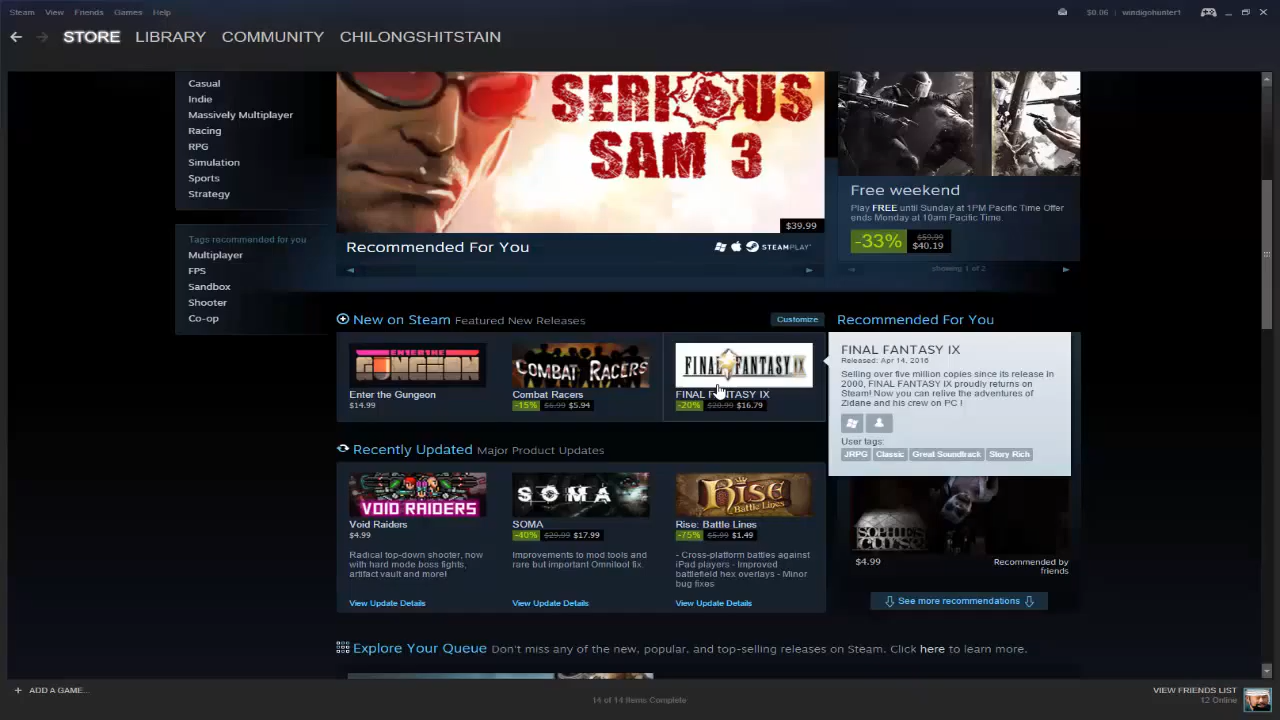 Steam View Friends Games Help
$0.06 | windigohunter1
STORE LIBRARY COMMUNITY CHILONGSHITSTAIN
Casual
Indie
Massively Multiplayer
Racing
RPG
Simulation
Sports
Strategy
Tags recommended for you
Multiplayer
FPS
Sandbox
Shooter
Co-op
SERIOUS
SAM 3
$39.99
Recommended For You
STEAMPLAY
Free weekend
Play FREE until Sunday at 1PM Pacific Time Offer
ends Monday at 10am Pacific Time.
-33% $59.99
$40.19
showing 1 of 2
New on Steam Featured New Releases
Customize
ENTER THE
GUNGEON
Enter the Gungeon
$14.99
COMBAT RACERS
Combat Racers
-15% $6.99 $5.94
FINAL FANTASY IX
FINAL FANTASY IX
-20% $20.99 $16.79
Recommended For You
FINAL FANTASY IX
Released: Apr 14, 2016
Selling over five million copies since its release in
2000, FINAL FANTASY IX proudly returns on
Steam! Now you can relive the adventures of
Zidane and his crew on PC !
User tags:
JRPG Classic Great Soundtrack Story Rich
SOPHIE'S
CURSE
$4.99
Recommended by
friends
See more recommendations
Recently Updated Major Product Updates
VOID RAIDERS
Void Raiders
$4.99
Radical top-down shooter, now
with hard mode boss fights,
artifact vault and more!
View Update Details
SOMA
SOMA
-40% $29.99 $17.99
Improvements to mod tools and
rare but important Omnitool fix.
View Update Details
RISE
Battle Lines
Rise: Battle Lines
-75% $5.99 $1.49
- Cross-platform battles against
iPad players - Improved
battlefield hex overlays - Minor
bug fixes
View Update Details
Explore Your Queue Don't miss any of the new, popular, and top-selling releases on Steam. Click here to learn more.
+ ADD A GAME...
14 of 14 Items Complete
VIEW FRIENDS LIST
12 Online